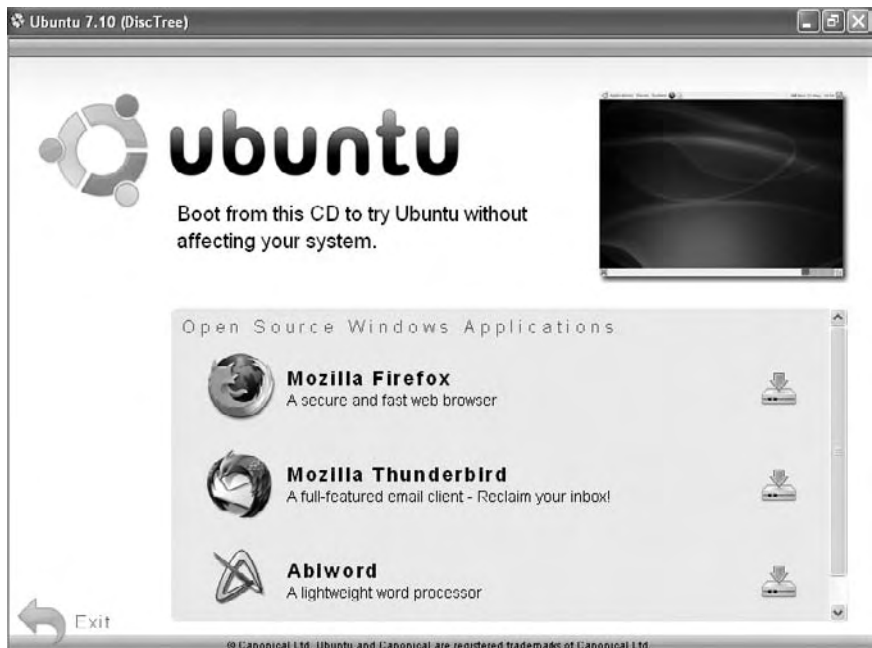 Ubuntu 7.10 (DiscTree)
ubuntu
Boot from this CD to try Ubuntu without
affecting your system.
Open Source Windows Applications
Mozilla Firefox
A secure and fast web browser
Mozilla Thunderbird
A full-featured email client - Reclaim your inbox!
Abiword
A lightweight word processor
Exit
© Canonical Ltd. Ubuntu and Canonical are registered trademarks of Canonical Ltd.